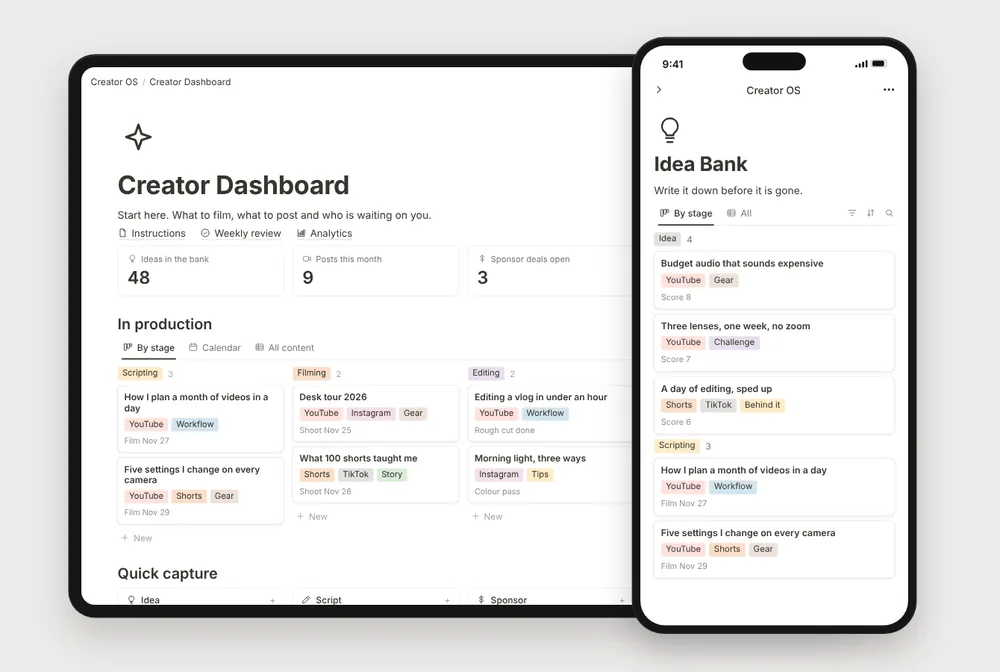 Creator OS / Creator Dashboard
Creator Dashboard
Start here. What to film, what to post and who is waiting on you.
Instructions Weekly review Analytics
Ideas in the bank
48
Posts this month
9
Sponsor deals open
3
In production
By stage Calendar All content
Scripting 3
How I plan a month of videos in a
day
YouTube Workflow
Film Nov 27
Five settings I change on every
camera
YouTube Shorts Gear
Film Nov 29
+ New
Filming 2
Desk tour 2026
YouTube Instagram Gear
Shoot Nov 25
What 100 shorts taught me
Shorts TikTok Story
Shoot Nov 26
+ New
Editing 2
Editing a vlog in under an hour
YouTube Workflow
Rough cut done
Morning light, three ways
Instagram Tips
Colour pass
+ New
Quick capture
Idea +
Script +
Sponsor +
9:41
Creator OS
Idea Bank
Write it down before it is gone.
By stage All
Idea 4
Budget audio that sounds expensive
YouTube Gear
Score 8
Three lenses, one week, no zoom
YouTube Challenge
Score 7
A day of editing, sped up
Shorts TikTok Behind it
Score 6
Scripting 3
How I plan a month of videos in a day
YouTube Workflow
Film Nov 27
Five settings I change on every camera
YouTube Shorts Gear
Film Nov 29